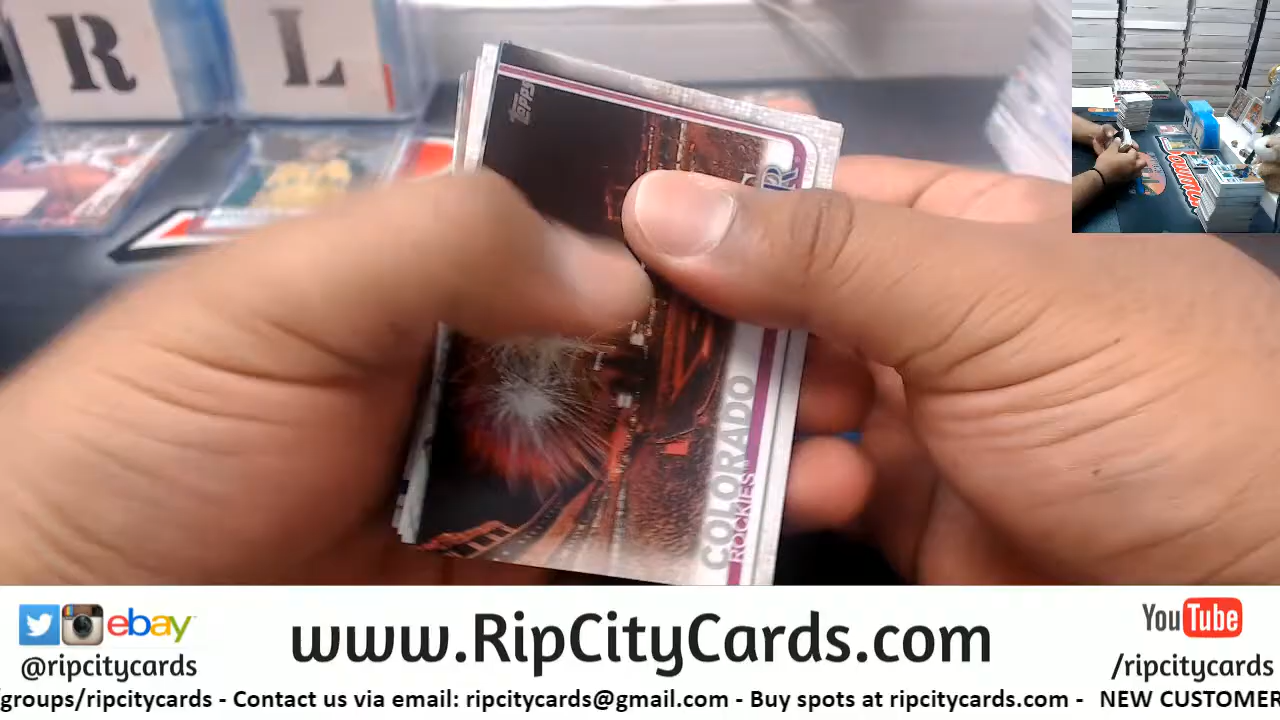 R L
TOPPS
COLORADO
ROCKIES™
ebay
@ripcitycards
www.RipCityCards.com
YouTube
/ripcitycards
/groups/ripcitycards - Contact us via email: ripcitycards@gmail.com - Buy spots at ripcitycards.com - NEW CUSTOMER